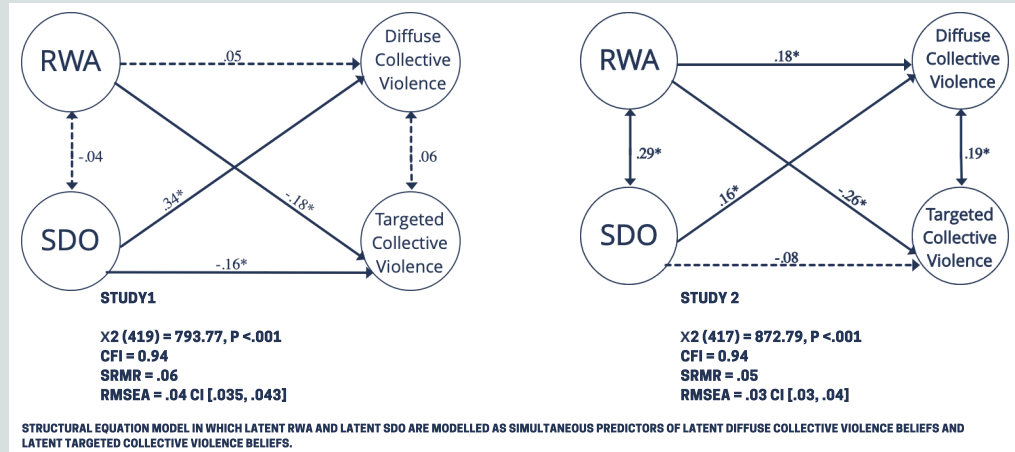 RWA
.05
Diffuse
Collective
Violence
-.04
.06
.34*
-.18*
SDO
-.16*
Targeted
Collective
Violence
STUDY1
X2 (419) = 793.77, P <.001
CFI = 0.94
SRMR = .06
RMSEA = .04 CI [.035, .043]
RWA
.18*
Diffuse
Collective
Violence
.29*
.19*
.16*
-.26*
SDO
-.08
Targeted
Collective
Violence
STUDY 2
X2 (417) = 872.79, P <.001
CFI = 0.94
SRMR = .05
RMSEA = .03 CI [.03, .04]
STRUCTURAL EQUATION MODEL IN WHICH LATENT RWA AND LATENT SDO ARE MODELLED AS SIMULTANEOUS PREDICTORS OF LATENT DIFFUSE COLLECTIVE VIOLENCE BELIEFS AND
LATENT TARGETED COLLECTIVE VIOLENCE BELIEFS.